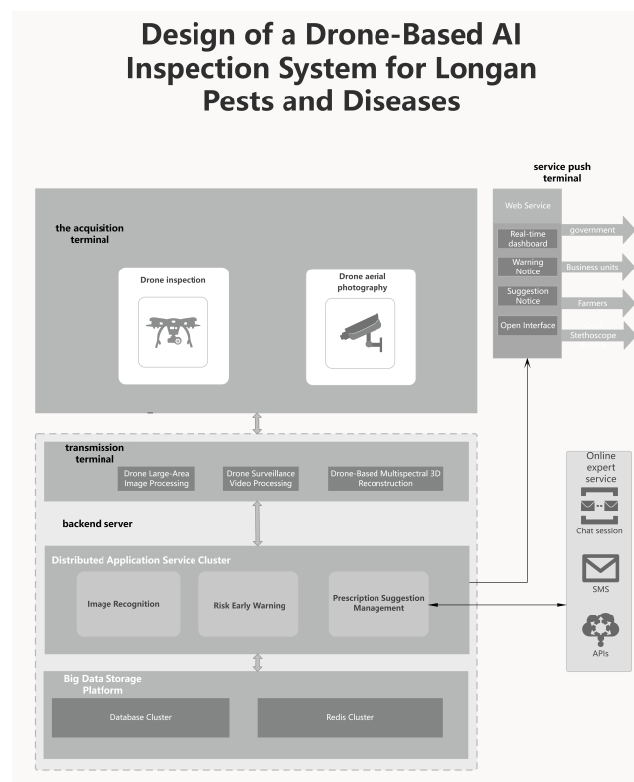 Design of a Drone-Based AI
Inspection System for Longan
Pests and Diseases
service push
terminal
the acquisition
terminal
Drone inspection
Drone aerial
photography
Web Service
Real-time
dashboard
Warning
Notice
Suggestion
Notice
Open Interface
government
Business units
Farmers
Stethoscope
transmission
terminal
Drone Large-Area
Image Processing
Drone Surveillance
Video Processing
Drone-Based Multispectral 3D
Reconstruction
backend server
Distributed Application Service Cluster
Image Recognition
Risk Early Warning
Prescription Suggestion
Management
Online
expert
service
Chat session
SMS
APIs
Big Data Storage
Platform
Database Cluster
Redis Cluster